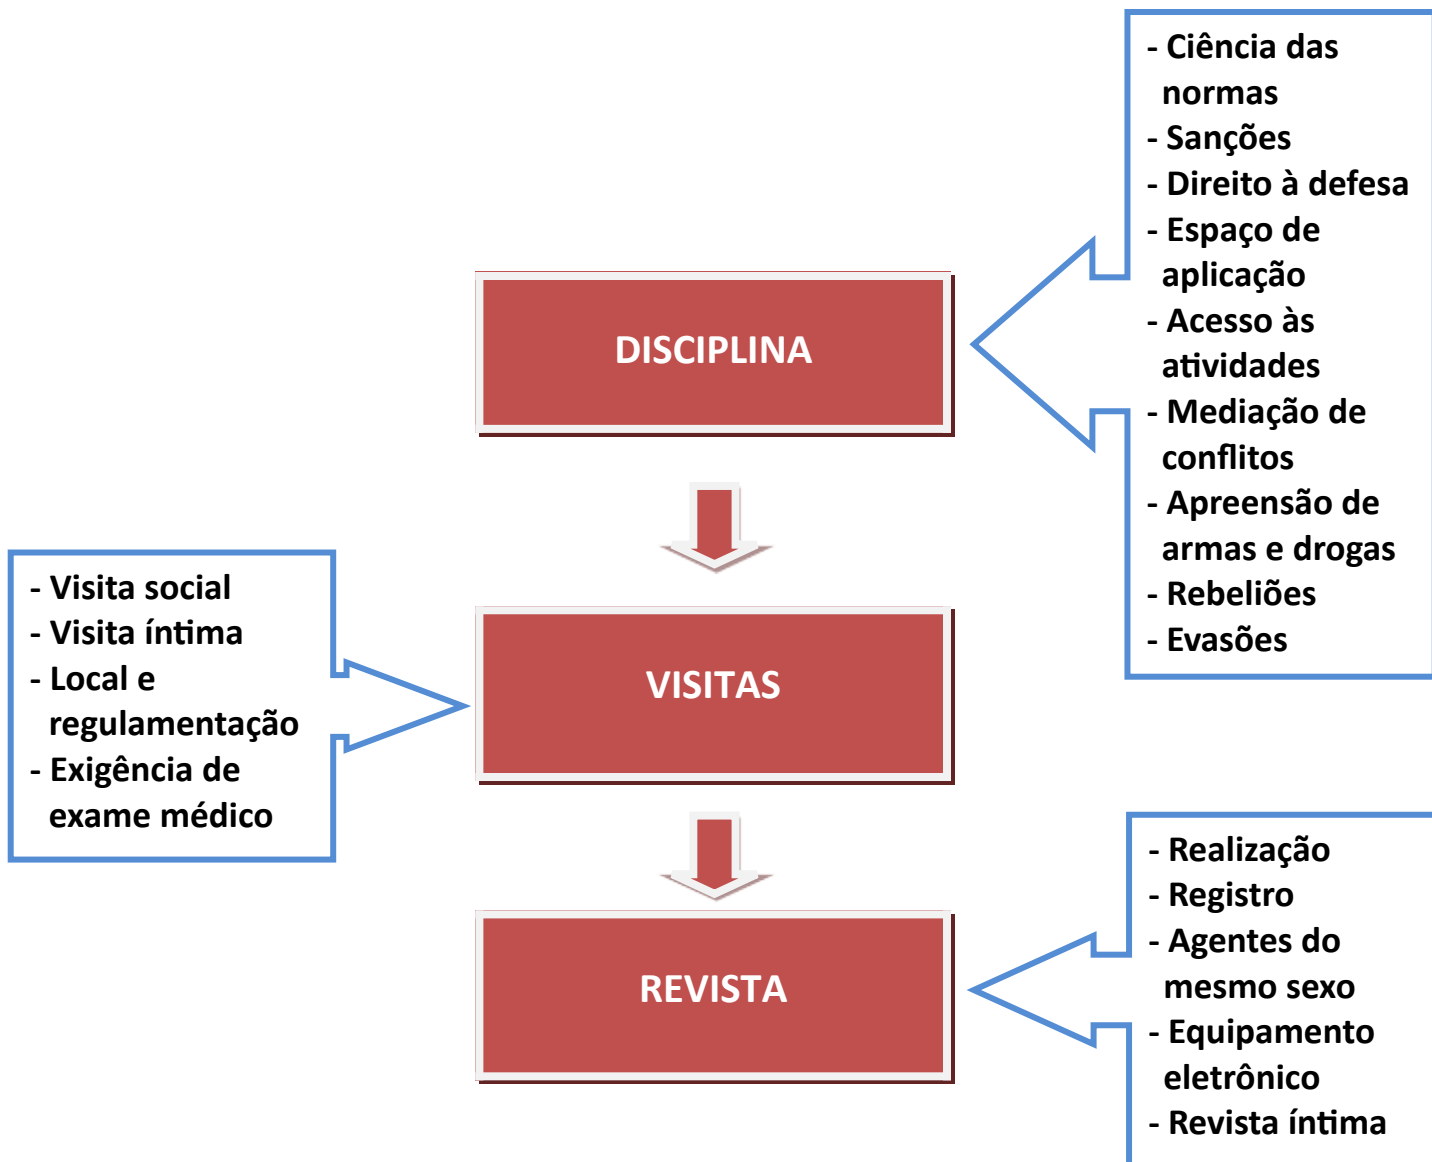 DISCIPLINA
- Ciência das
normas
- Sanções
- Direito à defesa
- Espaço de
aplicação
- Acesso às
atividades
- Mediação de
conflitos
- Apreensão de
armas e drogas
- Rebeliões
- Evasões
VISITAS
- Visita social
- Visita íntima
- Local e
regulamentação
- Exigência de
exame médico
REVISTA
- Realização
- Registro
- Agentes do
mesmo sexo
- Equipamento
eletrônico
- Revista íntima